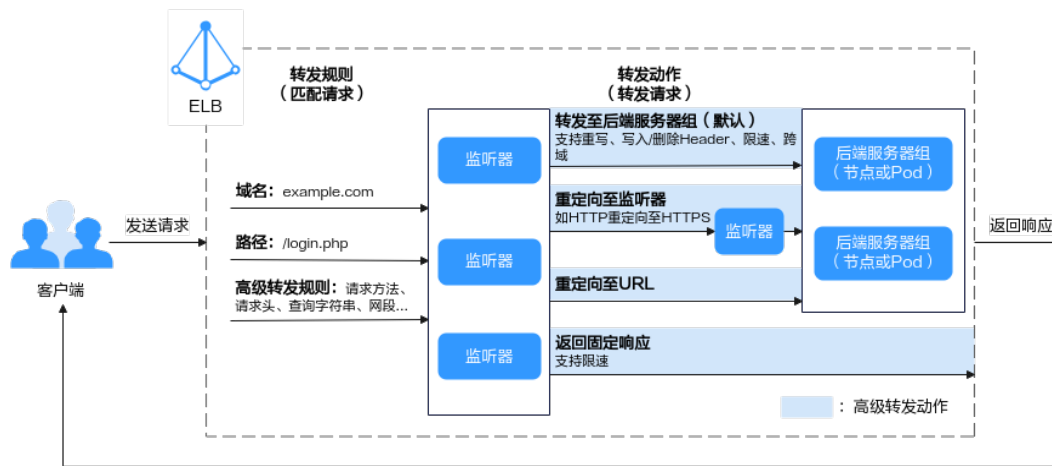 ELB
转发规则
（匹配请求）
转发动作
（转发请求）
客户端
发送请求
域名：example.com
路径：/login.php
高级转发规则：请求方法、
请求头、查询字符串、网段...
监听器
监听器
监听器
转发至后端服务器组（默认）
支持重写、写入/删除Header、限速、跨
域
重定向至监听器
如HTTP重定向至HTTPS
监听器
重定向至URL
返回固定响应
支持限速
后端服务器组
（节点或Pod）
后端服务器组
（节点或Pod）
返回响应
：高级转发动作